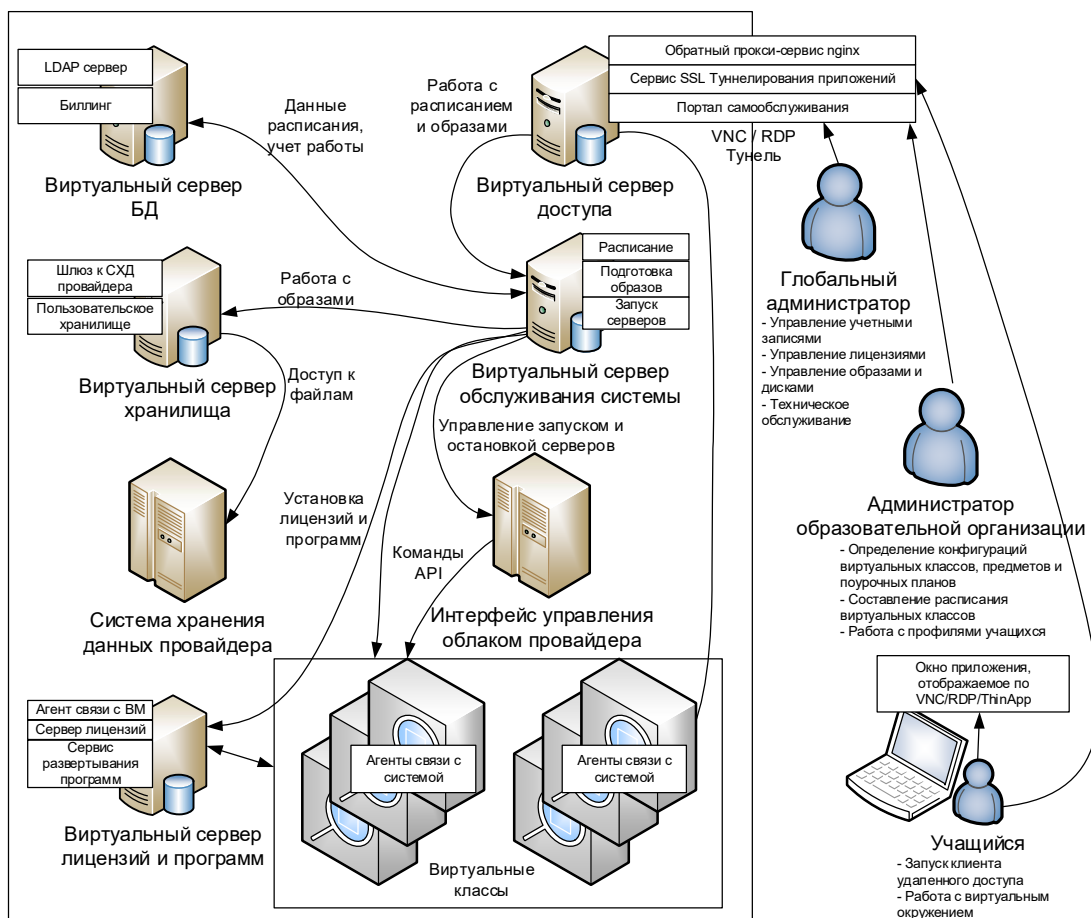 LDAP сервер
Биллинг
Виртуальный сервер
БД
Данные
расписания,
учет работы
Работа с
расписанием
и образами
Обратный прокси-сервис nginx
Сервис SSL Туннелирования приложений
Портал самообслуживания
VNC / RDP
Тунель
Виртуальный сервер
доступа
Шлюз к СХД
провайдера
Пользовательское
хранилище
Виртуальный сервер
хранилища
Работа с
образами
Расписание
Подготовка
образов
Запуск
серверов
Виртуальный сервер
обслуживания системы
Глобальный
администратор
- Управление учетными
записями
- Управление лицензиями
- Управление образами и
дисками
- Техническое
обслуживание
Доступ к
файлам
Управление запуском и
остановкой серверов
Установка
лицензий и
программ
Команды
API
Система хранения
данных провайдера
Интерфейс управления
облаком провайдера
Администратор
образовательной организации
- Определение конфигураций
виртуальных классов, предметов и
поурочных планов
- Составление расписания
виртуальных классов
- Работа с профилями учащихся
Агент связи с ВМ
Сервер лицензий
Сервис
развертывания
программ
Виртуальный сервер
лицензий и программ
Агенты связи с
системой
Агенты связи с
системой
Виртуальные
классы
Окно приложения,
отображаемое по
VNC/RDP/ThinApp
Учащийся
- Запуск клиента
удаленного доступа
- Работа с виртуальным
окружением